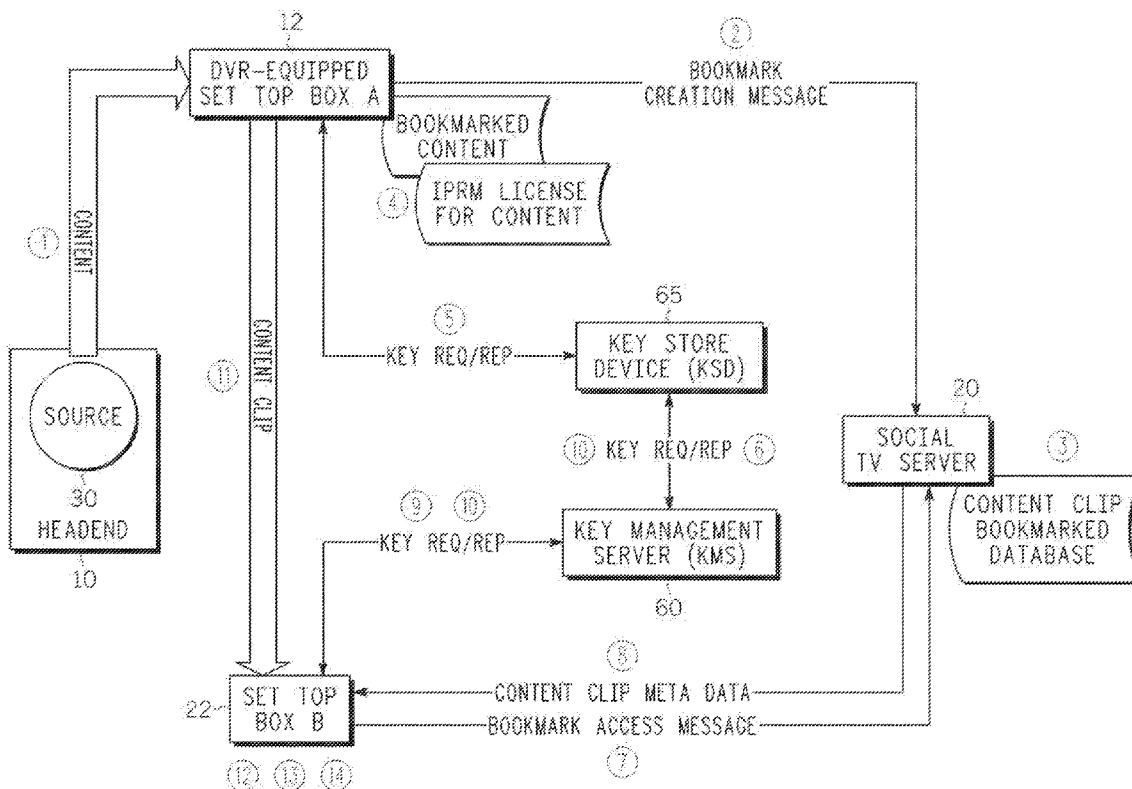 12
DVR-EQUIPPED
SET TOP BOX A
②
BOOKMARK
CREATION MESSAGE
BOOKMARKED
CONTENT
④
IPRM LICENSE
FOR CONTENT
①
CONTENT
65
⑤
KEY REQ/REP
KEY STORE
DEVICE (KSD)
⑪
CONTENT CLIP
SOURCE
30
HEADEND
10
⑩ KEY REQ/REP ⑥
20
SOCIAL
TV SERVER
③
CONTENT CLIP
BOOKMARKED
DATABASE
⑨ ⑩
KEY REQ/REP
KEY MANAGEMENT
SERVER (KMS)
60
⑧
CONTENT CLIP META DATA
22
SET TOP
BOX B
BOOKMARK ACCESS MESSAGE
⑦
⑫ ⑬ ⑭